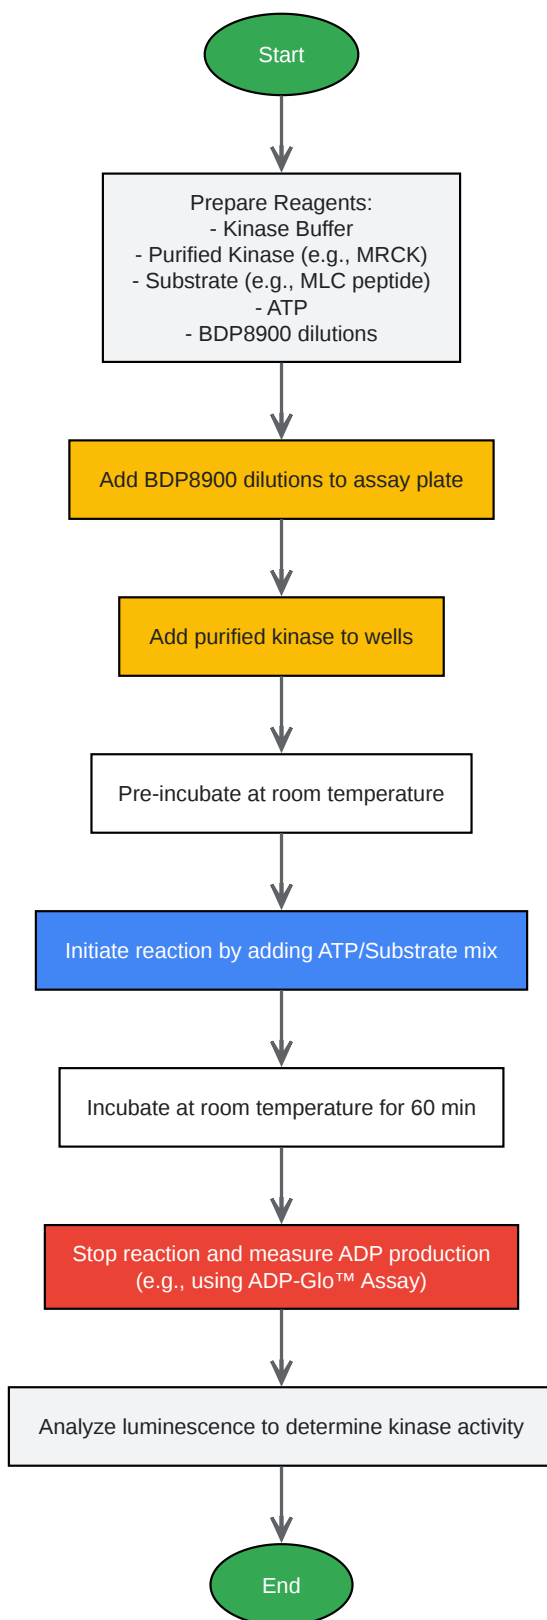 Start
Prepare Reagents:
- Kinase Buffer
- Purified Kinase (e.g., MRCK)
- Substrate (e.g., MLC peptide)
- ATP
- BDP8900 dilutions
Add BDP8900 dilutions to assay plate
Add purified kinase to wells
Pre-incubate at room temperature
Initiate reaction by adding ATP/Substrate mix
Incubate at room temperature for 60 min
Stop reaction and measure ADP production
(e.g., using ADP-Glo™ Assay)
Analyze luminescence to determine kinase activity
End